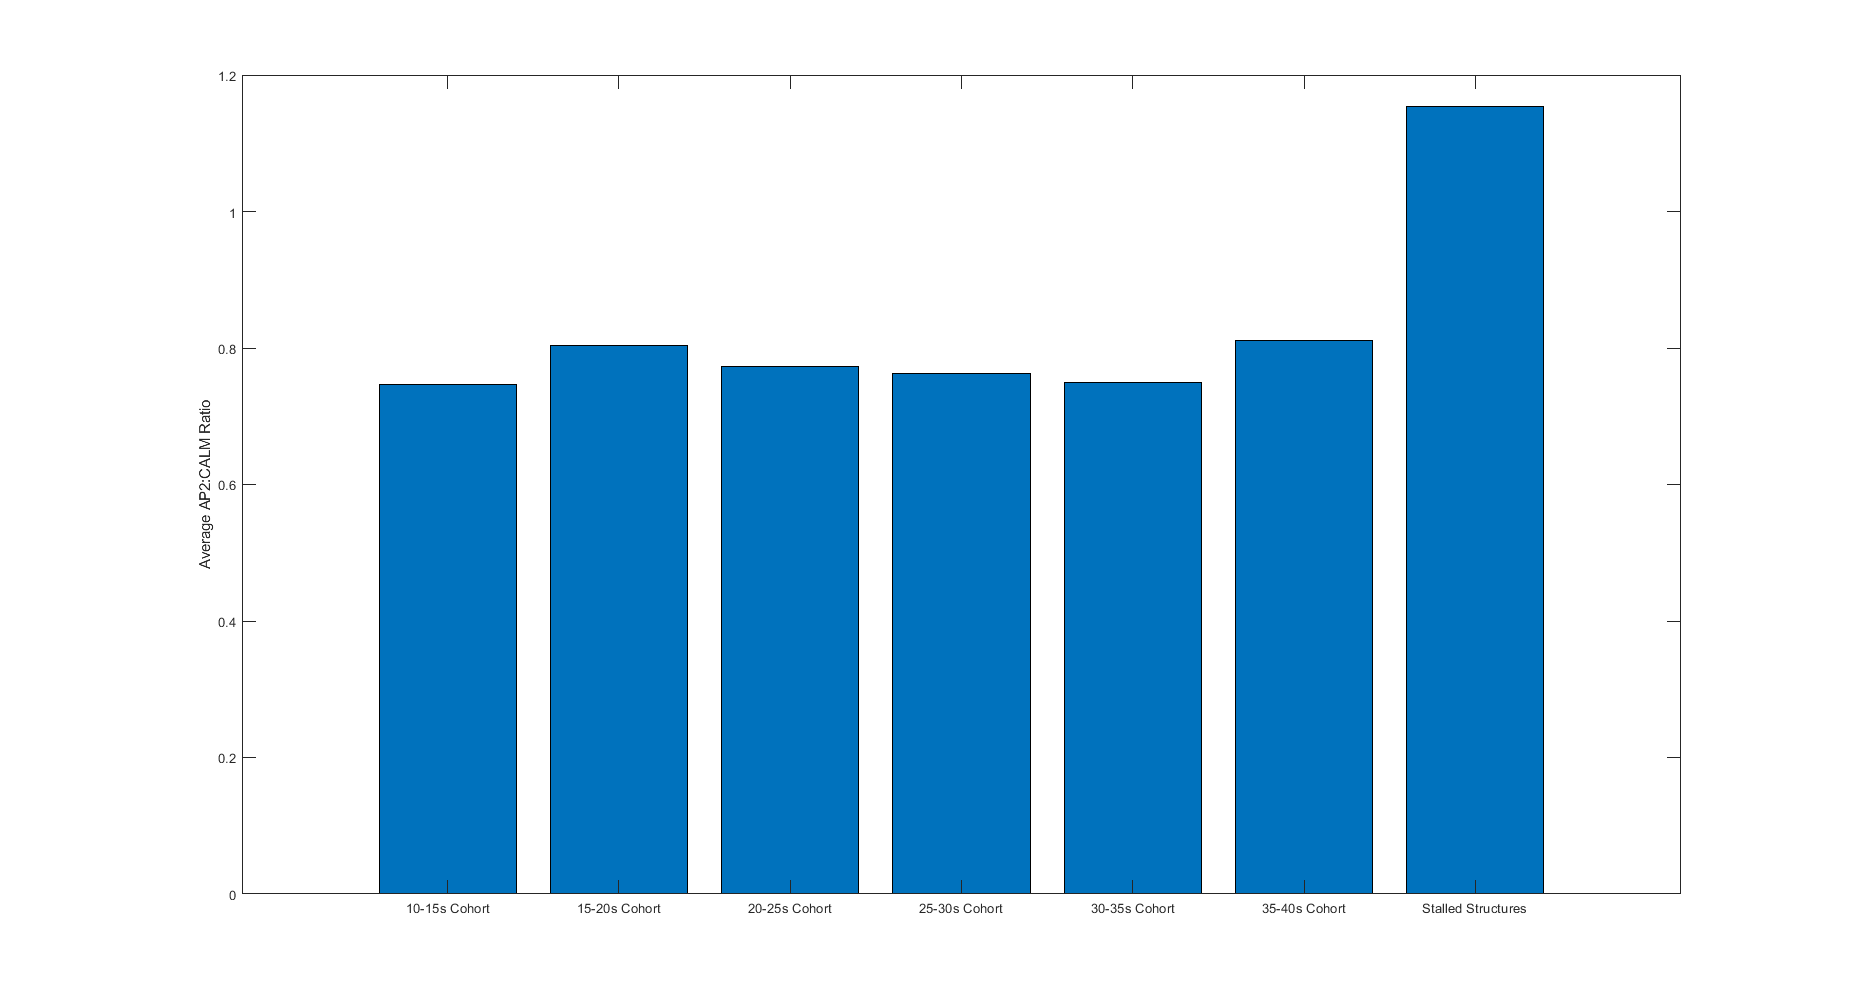 1.2
1
0.8
0.6
0.4
0.2
0
Average AP2:CALM Ratio
10-15s Cohort
15-20s Cohort
20-25s Cohort
25-30s Cohort
30-35s Cohort
35-40s Cohort
Stalled Structures